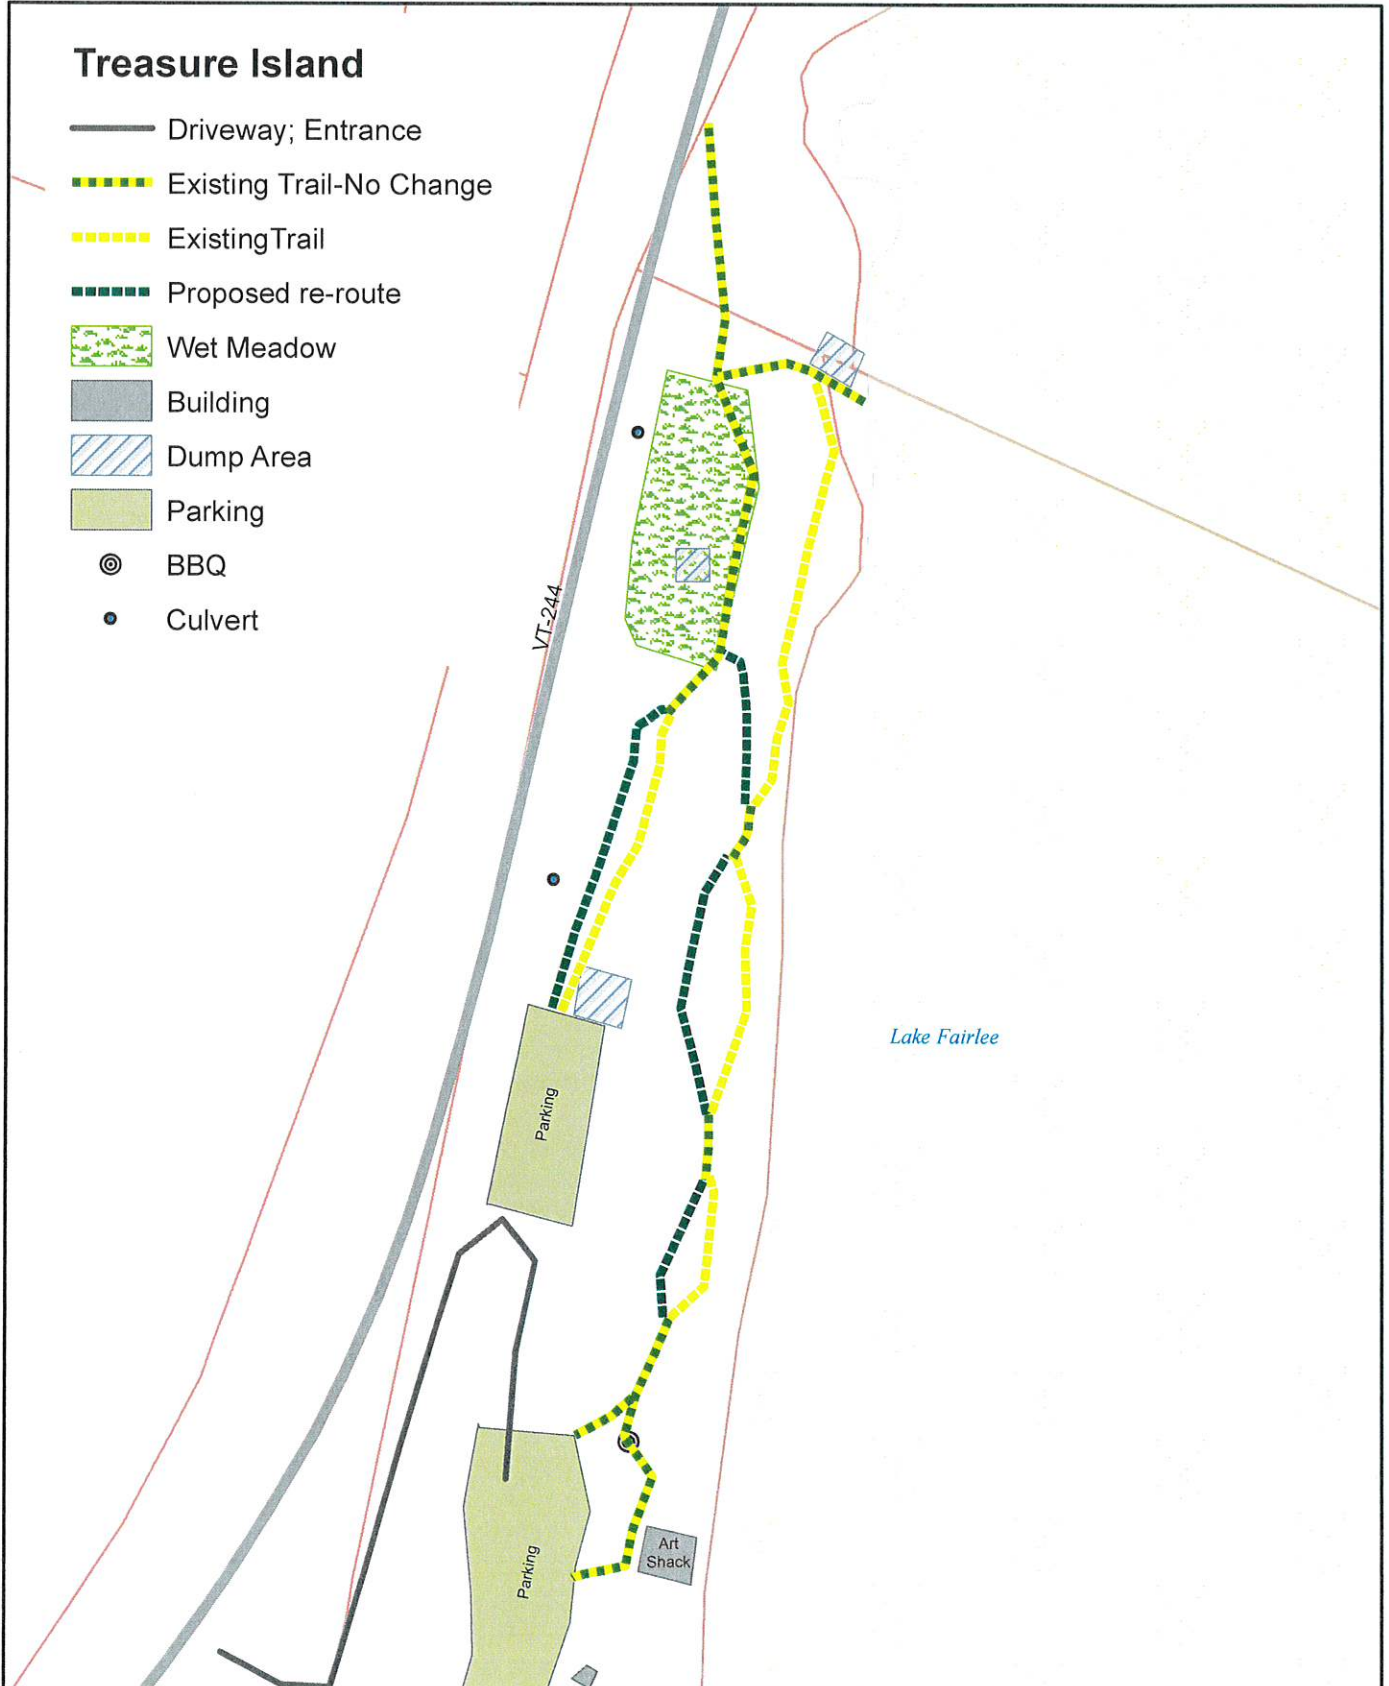 Treasure Island
Driveway; Entrance
Existing Trail-No Change
ExistingTrail
Proposed re-route
Wet Meadow
Building
Dump Area
Parking
BBQ
Culvert
VT-244
Lake Fairlee
Parking
Parking
Art
Shack